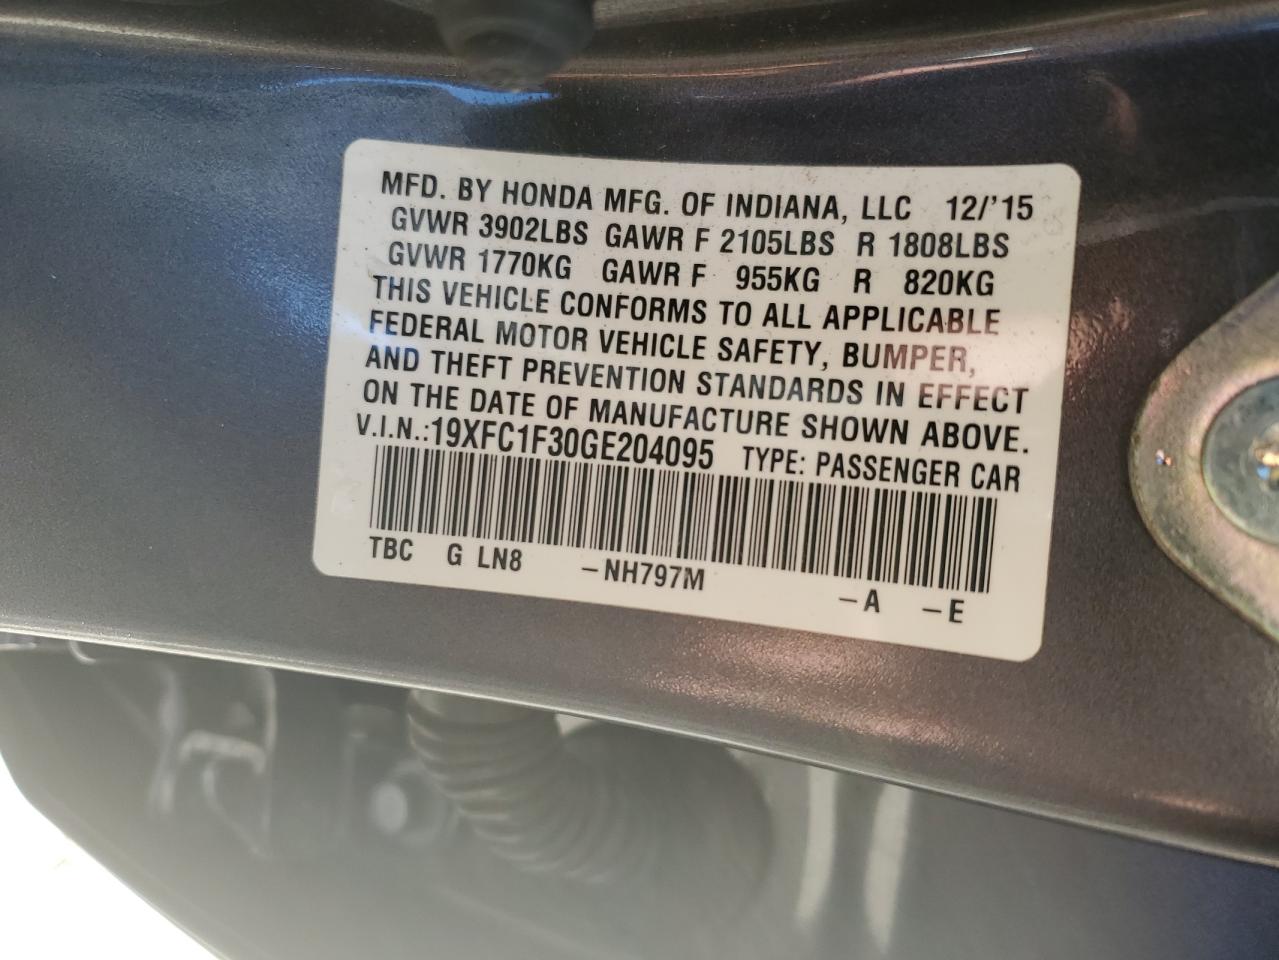 MFD. BY HONDA MFG. OF INDIANA, LLC 12/'15
GVWR 3902LBS GAWR F 2105LBS R 1808LBS
GVWR 1770KG GAWR F 955KG R 820KG
THIS VEHICLE CONFORMS TO ALL APPLICABLE
FEDERAL MOTOR VEHICLE SAFETY, BUMPER,
AND THEFT PREVENTION STANDARDS IN EFFECT
ON THE DATE OF MANUFACTURE SHOWN ABOVE.
V.I.N.:19XFC1F30GE204095 TYPE: PASSENGER CAR
TBC G LN8 -NH797M -A -E